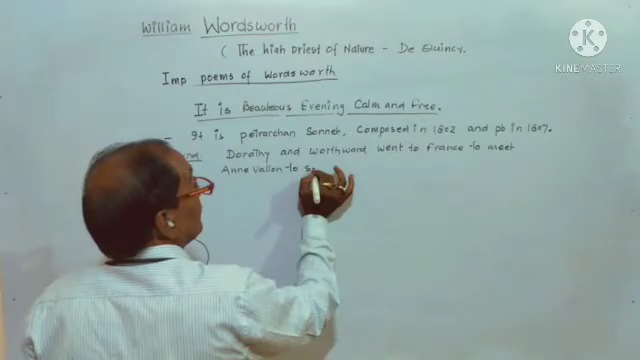 William Wordsworth
( The high Priest of Nature - De Quincy.
Imp poems of Wordsworth
It is Beauteous Evening Calm and Free.
- It is petrarchan Sonnet, Composed in 1802 and pb in 1807.
Dorothy and worthward went to France to meet
Anne Vallon to s
KINEMASTER